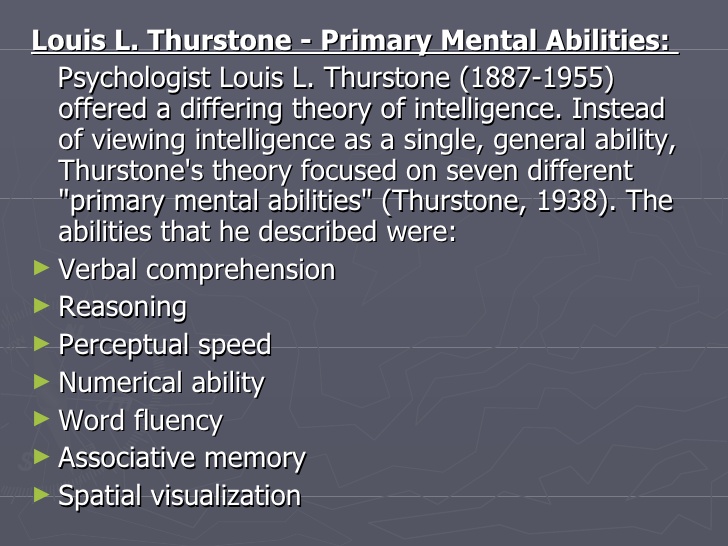 Louis L. Thurstone - Primary Mental Abilities:
Psychologist Louis L. Thurstone (1887-1955)
offered a differing theory of intelligence. Instead
of viewing intelligence as a single, general ability,
Thurstone's theory focused on seven different
"primary mental abilities" (Thurstone, 1938). The
abilities that he described were:
► Verbal comprehension
► Reasoning
► Perceptual speed
► Numerical ability
► Word fluency
► Associative memory
► Spatial visualization